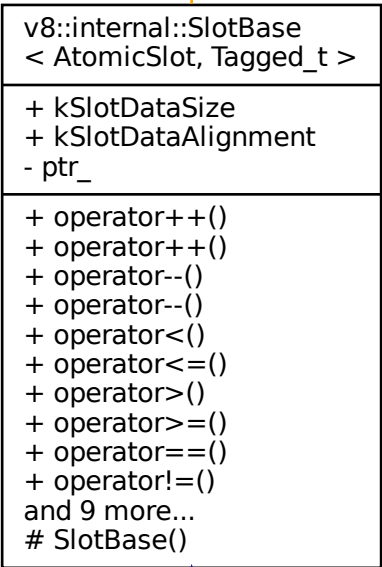 v8::internal::SlotBase
< AtomicSlot, Tagged_t >
+ kSlotDataSize
+ kSlotDataAlignment
- ptr_
+ operator++()
+ operator++()
+ operator--()
+ operator--()
+ operator<()
+ operator<=()
+ operator>()
+ operator>=()
+ operator==()
+ operator!=()
and 9 more...
# SlotBase()